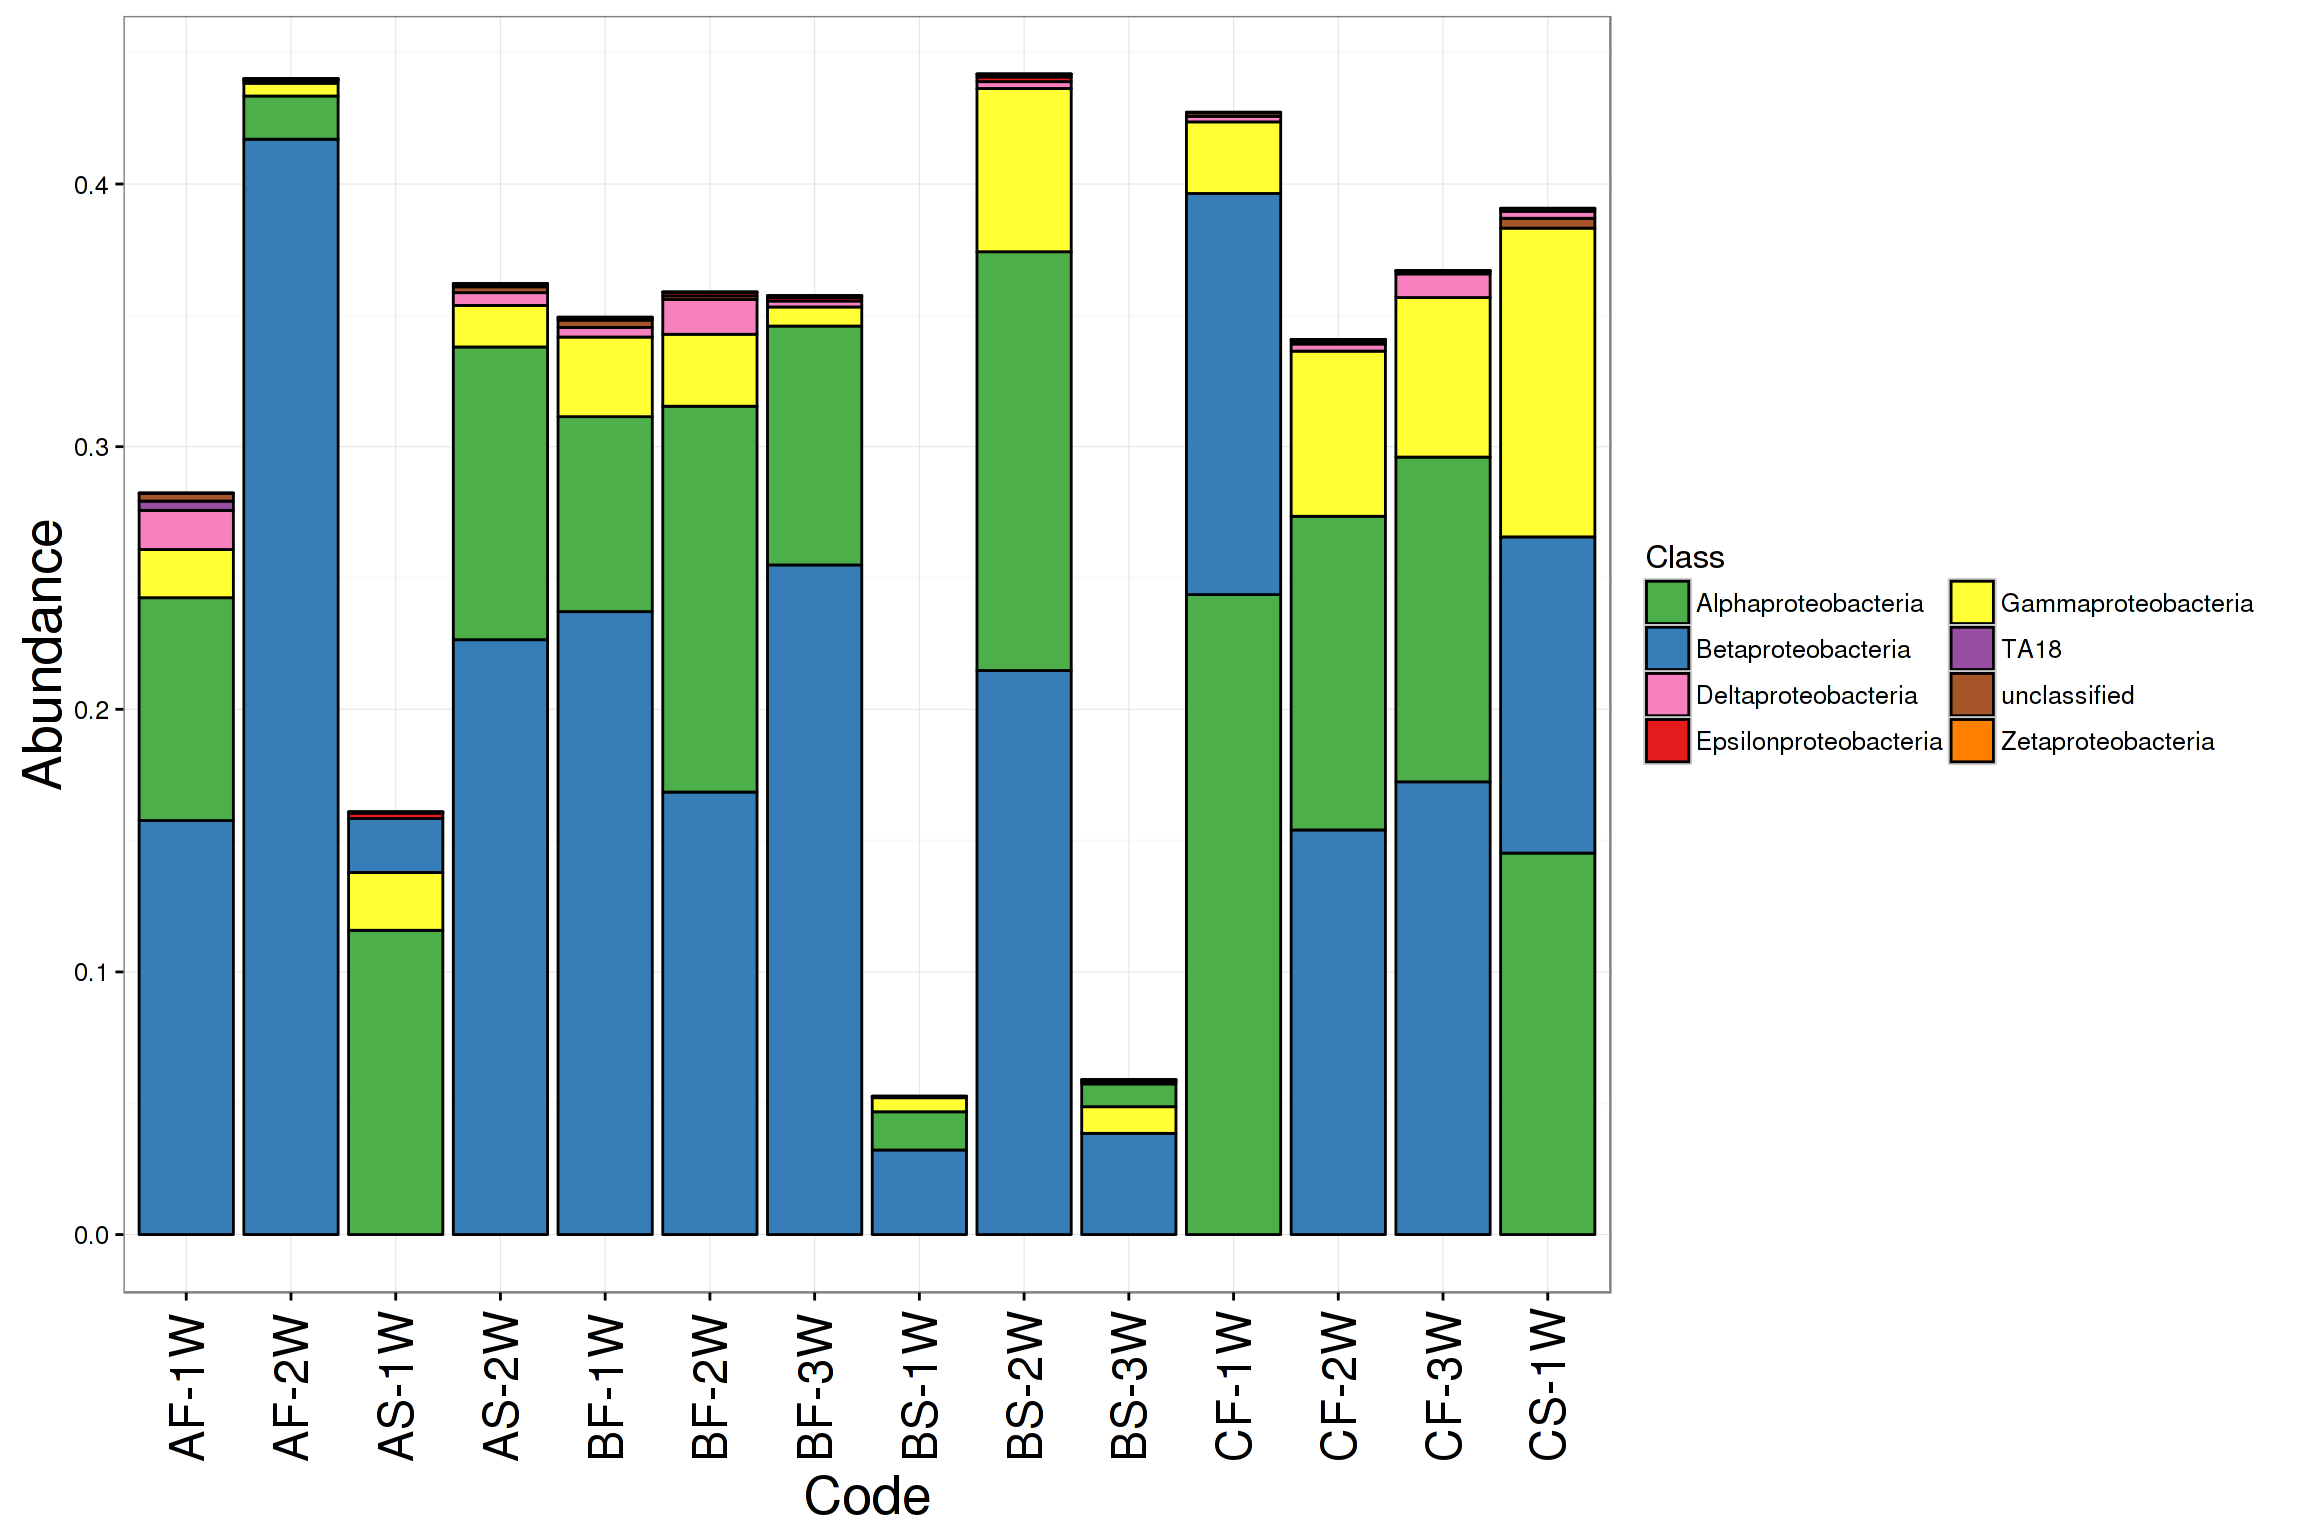 Abundance
0.4
0.3
0.2
0.1
0.0
AF-1W
AF-2W
AS-1W
AS-2W
BF-1W
BF-2W
BF-3W
BS-1W
BS-2W
BS-3W
CF-1W
CF-2W
CF-3W
CS-1W
Code
Class
Alphaproteobacteria
Betaproteobacteria
Deltaproteobacteria
Epsilonproteobacteria
Gammaproteobacteria
TA18
unclassified
Zetaproteobacteria